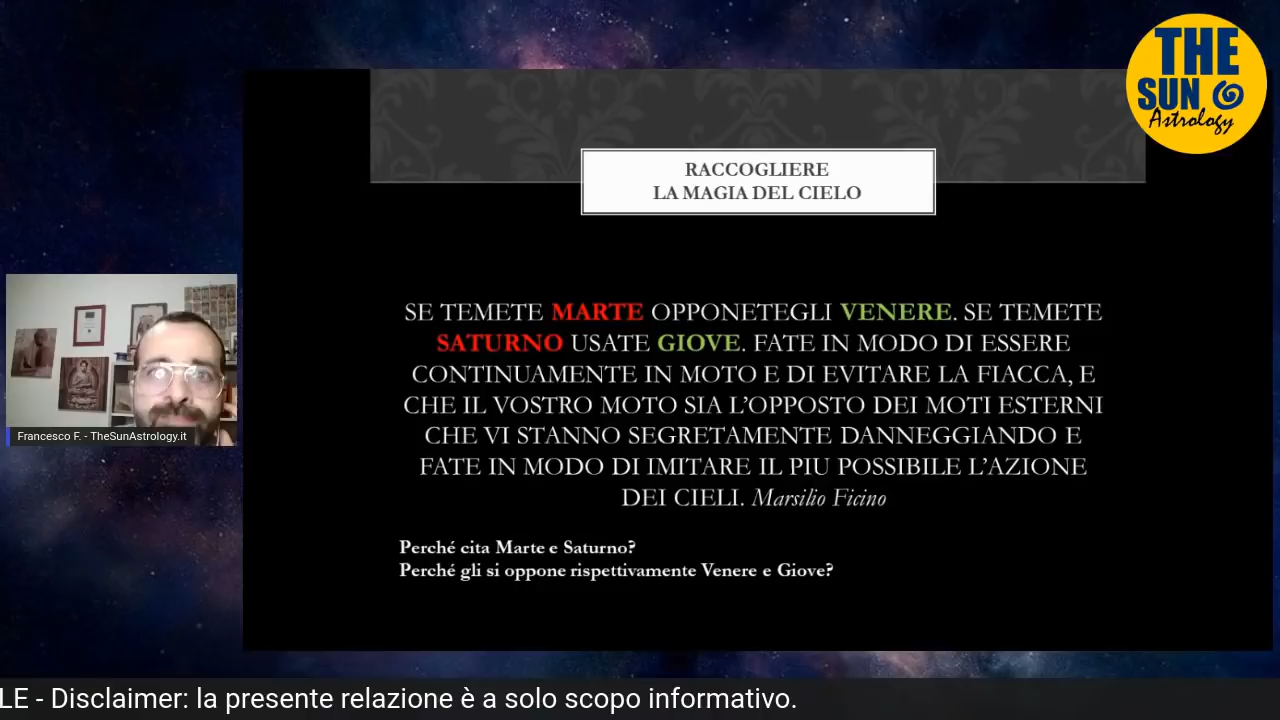 THE
SUN
Astrology
RACCOGLIERE
LA MAGIA DEL CIELO
SE TEMETE MARTE OPPONETEGLI VENERE. SE TEMETE
SATURNO USATE GIOVE. FATE IN MODO DI ESSERE
CONTINUAMENTE IN MOTO E DI EVITARE LA FIACCA, E
CHE IL VOSTRO MOTO SIA L’OPPOSTO DEI MOTI ESTERNI
CHE VI STANNO SEGRETAMENTE DANNEGGIANDO E
FATE IN MODO DI IMITARE IL PIU POSSIBILE L’AZIONE
DEI CIELI. Marsilio Ficino
Perché cita Marte e Saturno?
Perché gli si oppone rispettivamente Venere e Giove?
Francesco F. - TheSunAstrology.it
LE - Disclaimer: la presente relazione è a solo scopo informativo.